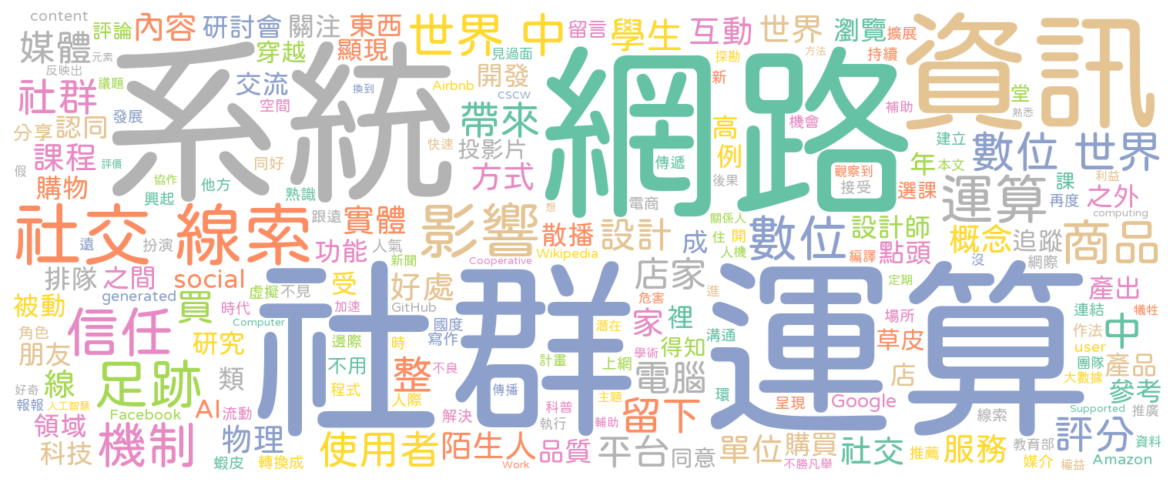 content 評論 內容 研討會 關注 東西 世界 中 留言 學生 互動 世界 瀏覽 擴展 資訊
媒體 元素 穿越 顯現 見過面 探勘 方法 持續
反映出 系統 網路
社群 議題 交流 換到 Airbnb 開發 新 補助 堂 熟悉
發展 空間 CSCW 帶來 高 機會
分享 認同 快速 投影片 傳遞 例 建立 數位 世界
課程 評價 同好 方式 後果 觀察到 接受 年 本文 利益
假 購物 協作 興起 他方 熟識 電商 選課 運算 課 再度 之外
社交 線索 跟遠 實體 影響 想 散播 設計 關係人 住 開 數位 設計師 概念 追蹤 商品 computing
遠 扮演 功能 人氣 新聞 Wikipedia 成 人機 編譯 點頭 沒 網際
排隊 之間 social Cooperative 店家 進
被動 generated 買 虛擬 不見 受 好處 社群 運算 危害 定期 產出
信任 時代 加速 GitHub 潛在 家 裡 溝通 場所 連結 中 犧牲
角色 Computer 國度 寫作 草皮 作法 user
朋友 研究 邊際 時 得知 團隊 產品
足跡 不用 整 不良 計畫 上網 電腦 店 大數據 參考
好奇 線 類 程式 人際 傳播 學術 主題 環
報報 人工智慧 Facebook AI 流動 解決 科普 輔助 留下 呈現 Google 線索 Supported 推廣
領域 機制 物理 執行 評分 資料
科技 蝦皮 轉換成 使用者 陌生人 Work 品質 平台 同意 單位 購買 不勝凡舉 社交 推薦 服務 教育部 媒介 權益 Amazon